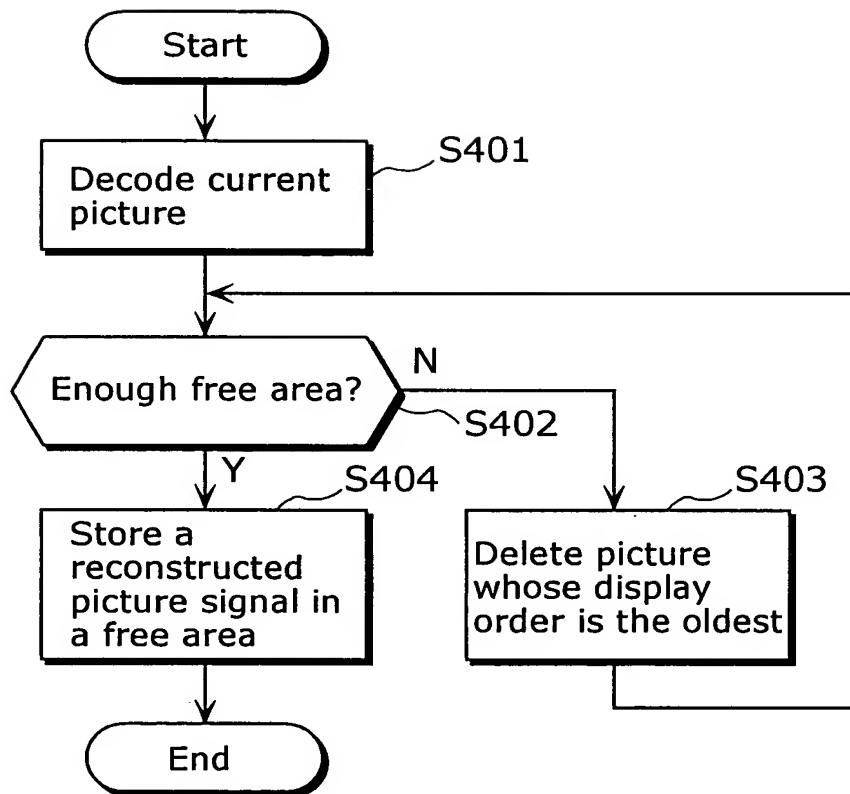 Start
S401
Decode current
picture
Enough free area?
N
S402
Y
S404
Store a
reconstructed
picture signal in
a free area
S403
Delete picture
whose display
order is the oldest
End